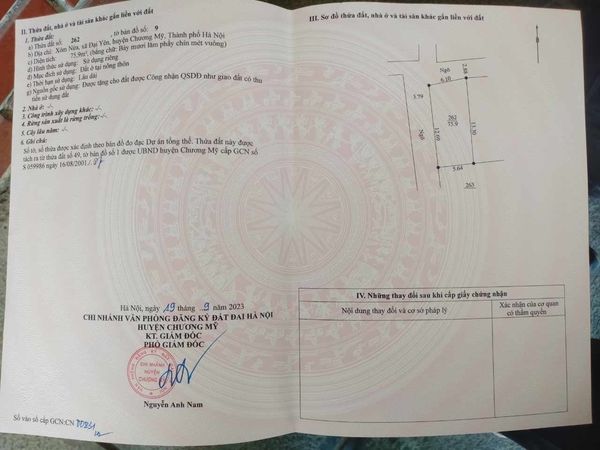 II. Thửa đất, nhà ở và tài sản khác gắn liền với đất
1. Thửa đất:
a) Thửa đất số: 262 , tờ bản đồ số: 9
b) Địa chỉ: Xóm Nứa, xã Đại Yên, huyện Chương Mỹ, Thành phố Hà Nội
c) Diện tích: 75.9m², (bằng chữ: Bảy mươi lăm phẩy chín mét vuông)
d) Hình thức sử dụng: Sử dụng riêng
đ) Mục đích sử dụng: Đất ở tại nông thôn
e) Thời hạn sử dụng: Lâu dài
g) Nguồn gốc sử dụng: Được tặng cho đất được Công nhận QSDĐ như giao đất có thu
tiền sử dụng đất
2. Nhà ở: -/-.
3. Công trình xây dựng khác: -/-.
4. Rừng sản xuất là rừng trồng: -/-.
5. Cây lâu năm: -/-.
6. Ghi chú:
Số tờ, số thửa được xác định theo bản đồ đo đạc Dự án tổng thể. Thửa đất này được
tách ra từ thửa đất số 49, tờ bản đồ số 1 được UBND huyện Chương Mỹ cấp GCN số
S 059986 ngày 16/08/2001./.
Hà Nội, ngày 19 tháng 9 năm 2023
CHI NHÁNH VĂN PHÒNG ĐĂNG KÝ ĐẤT ĐAI HÀ NỘI
HUYỆN CHƯƠNG MỸ
KT. GIÁM ĐỐC
PHÓ GIÁM ĐỐC
CHI NHÁNH
HUYỆN
CHƯƠNG MỸ
Nguyễn Anh Nam
Số vào sổ cấp GCN:CN
III. Sơ đồ thửa đất, nhà ở và tài sản khác gắn liền với đất
Ngõ
2.88
6.10
3.79
262
75.9
Ngõ
12.60
11.30
5.64
263
IV. Những thay đổi sau khi cấp giấy chứng nhận
Nội dung thay đổi và cơ sở pháp lý
Xác nhận của cơ quan
có thẩm quyền